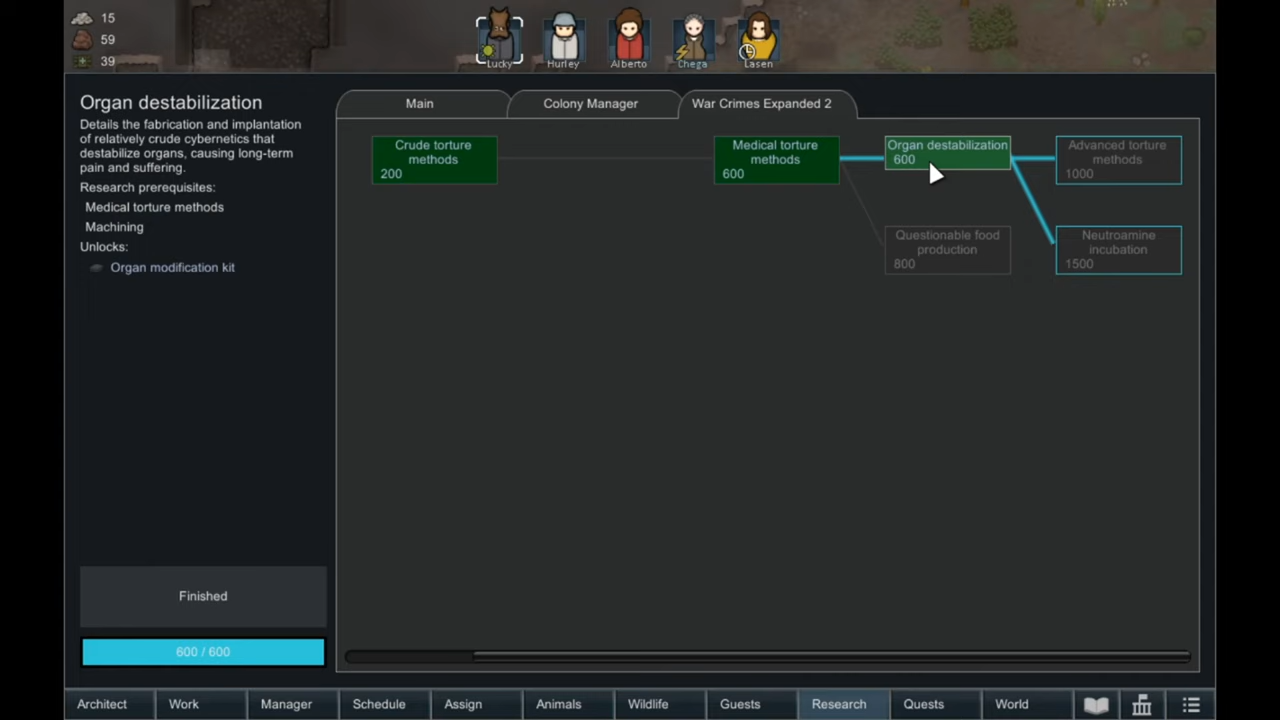 15
59
39
Lucky
Hurley
Alberto
Chega
Lasen
Organ destabilization
Details the fabrication and implantation
of relatively crude cybernetics that
destabilize organs, causing long-term
pain and suffering.
Research prerequisites:
Medical torture methods
Machining
Unlocks:
Organ modification kit
Finished
600 / 600
Main
Colony Manager
War Crimes Expanded 2
Crude torture
methods
200
Medical torture
methods
600
Organ destabilization
600
Advanced torture
methods
1000
Questionable food
production
800
Neutroamine
incubation
1500
Architect
Work
Manager
Schedule
Assign
Animals
Wildlife
Guests
Research
Quests
World